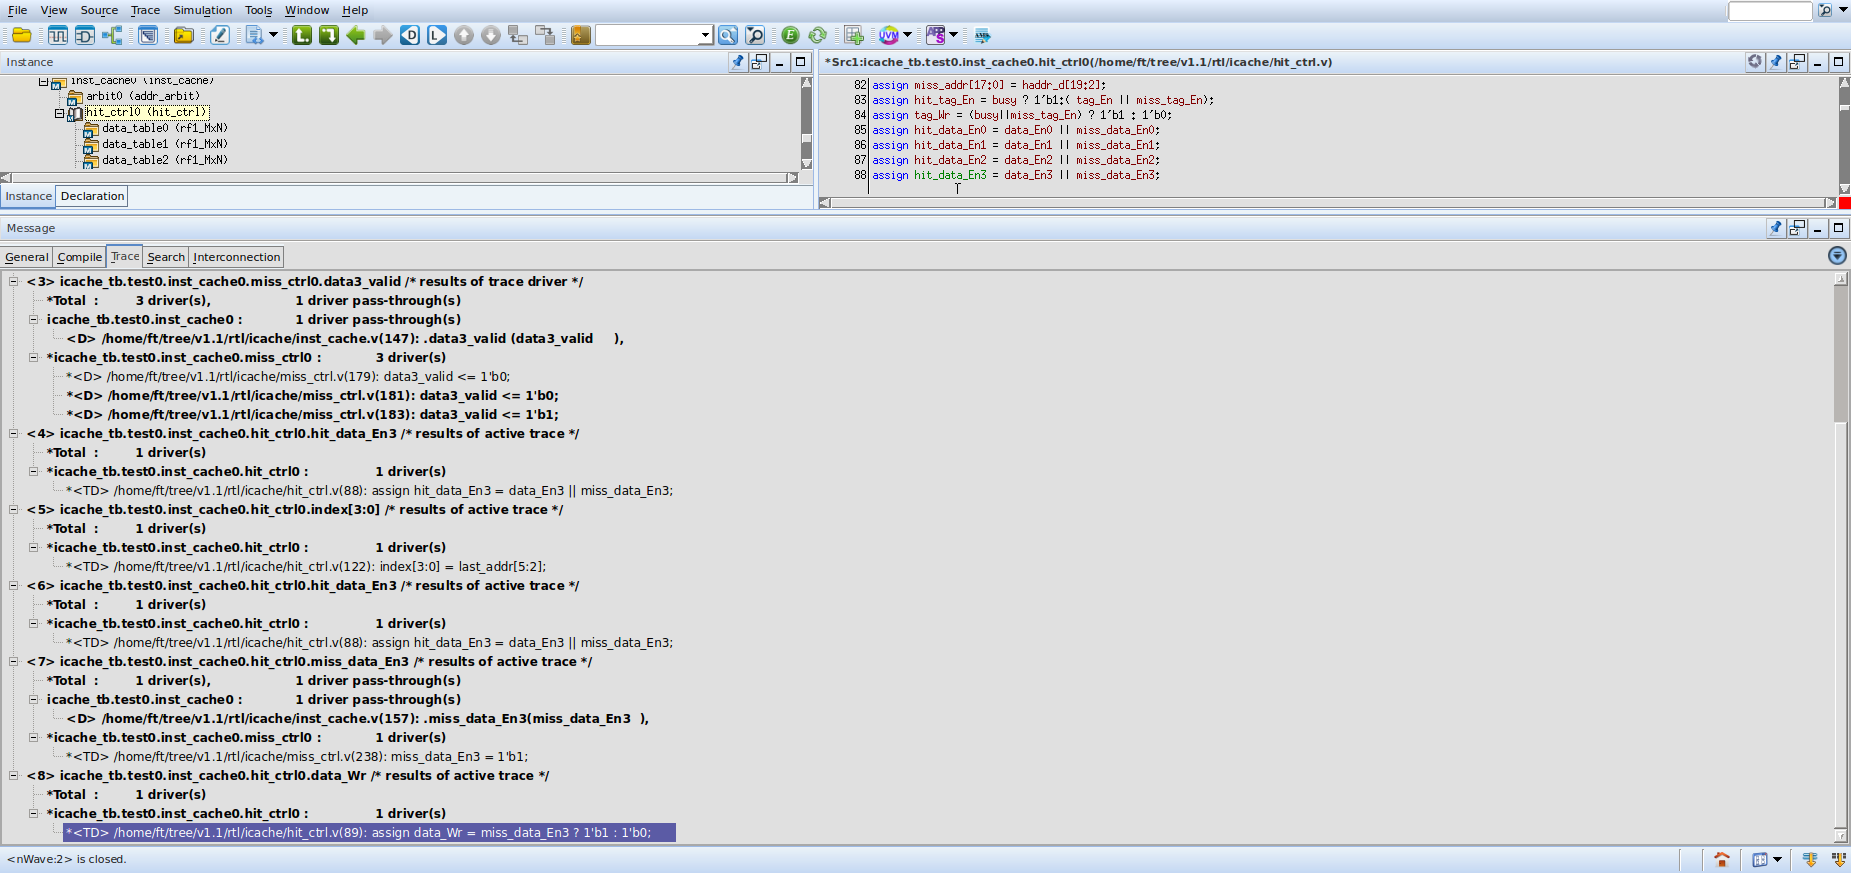 File View Source Trace Simulation Tools Window Help
Instance
inst_cache0 (inst_cache)
arbit0 (addr_arbit)
hit_ctrl0 (hit_ctrl)
data_table0 (rf1_MxN)
data_table1 (rf1_MxN)
data_table2 (rf1_MxN)
Instance Declaration
*Src1:icache_tb.test0.inst_cache0.hit_ctrl0(/home/ft/tree/v1.1/rtl/icache/hit_ctrl.v)
82 assign miss_addr[17:0] = haddr_d[19:2];
83 assign hit_tag_En = busy ? 1'b1:( tag_En || miss_tag_En);
84 assign tag_Wr = (busy||miss_tag_En) ? 1'b1 : 1'b0;
85 assign hit_data_En0 = data_En0 || miss_data_En0;
86 assign hit_data_En1 = data_En1 || miss_data_En1;
87 assign hit_data_En2 = data_En2 || miss_data_En2;
88 assign hit_data_En3 = data_En3 || miss_data_En3;
Message
General Compile Trace Search Interconnection
<3> icache_tb.test0.inst_cache0.miss_ctrl0.data3_valid /* results of trace driver */
*Total : 3 driver(s), 1 driver pass-through(s)
icache_tb.test0.inst_cache0 : 1 driver pass-through(s)
<D> /home/ft/tree/v1.1/rtl/icache/inst_cache.v(147): .data3_valid (data3_valid ),
*icache_tb.test0.inst_cache0.miss_ctrl0 : 3 driver(s)
*<D> /home/ft/tree/v1.1/rtl/icache/miss_ctrl.v(179): data3_valid <= 1'b0;
*<D> /home/ft/tree/v1.1/rtl/icache/miss_ctrl.v(181): data3_valid <= 1'b0;
*<D> /home/ft/tree/v1.1/rtl/icache/miss_ctrl.v(183): data3_valid <= 1'b1;
<4> icache_tb.test0.inst_cache0.hit_ctrl0.hit_data_En3 /* results of active trace */
*Total : 1 driver(s)
*icache_tb.test0.inst_cache0.hit_ctrl0 : 1 driver(s)
*<TD> /home/ft/tree/v1.1/rtl/icache/hit_ctrl.v(88): assign hit_data_En3 = data_En3 || miss_data_En3;
<5> icache_tb.test0.inst_cache0.hit_ctrl0.index[3:0] /* results of active trace */
*Total : 1 driver(s)
*icache_tb.test0.inst_cache0.hit_ctrl0 : 1 driver(s)
*<TD> /home/ft/tree/v1.1/rtl/icache/hit_ctrl.v(122): index[3:0] = last_addr[5:2];
<6> icache_tb.test0.inst_cache0.hit_ctrl0.hit_data_En3 /* results of active trace */
*Total : 1 driver(s)
*icache_tb.test0.inst_cache0.hit_ctrl0 : 1 driver(s)
*<TD> /home/ft/tree/v1.1/rtl/icache/hit_ctrl.v(88): assign hit_data_En3 = data_En3 || miss_data_En3;
<7> icache_tb.test0.inst_cache0.hit_ctrl0.miss_data_En3 /* results of active trace */
*Total : 1 driver(s), 1 driver pass-through(s)
icache_tb.test0.inst_cache0 : 1 driver pass-through(s)
<D> /home/ft/tree/v1.1/rtl/icache/inst_cache.v(157): .miss_data_En3(miss_data_En3 ),
*icache_tb.test0.inst_cache0.miss_ctrl0 : 1 driver(s)
*<TD> /home/ft/tree/v1.1/rtl/icache/miss_ctrl.v(238): miss_data_En3 = 1'b1;
<8> icache_tb.test0.inst_cache0.hit_ctrl0.data_Wr /* results of active trace */
*Total : 1 driver(s)
*icache_tb.test0.inst_cache0.hit_ctrl0 : 1 driver(s)
*<TD> /home/ft/tree/v1.1/rtl/icache/hit_ctrl.v(89): assign data_Wr = miss_data_En3 ? 1'b1 : 1'b0;
<nWave:2> is closed.